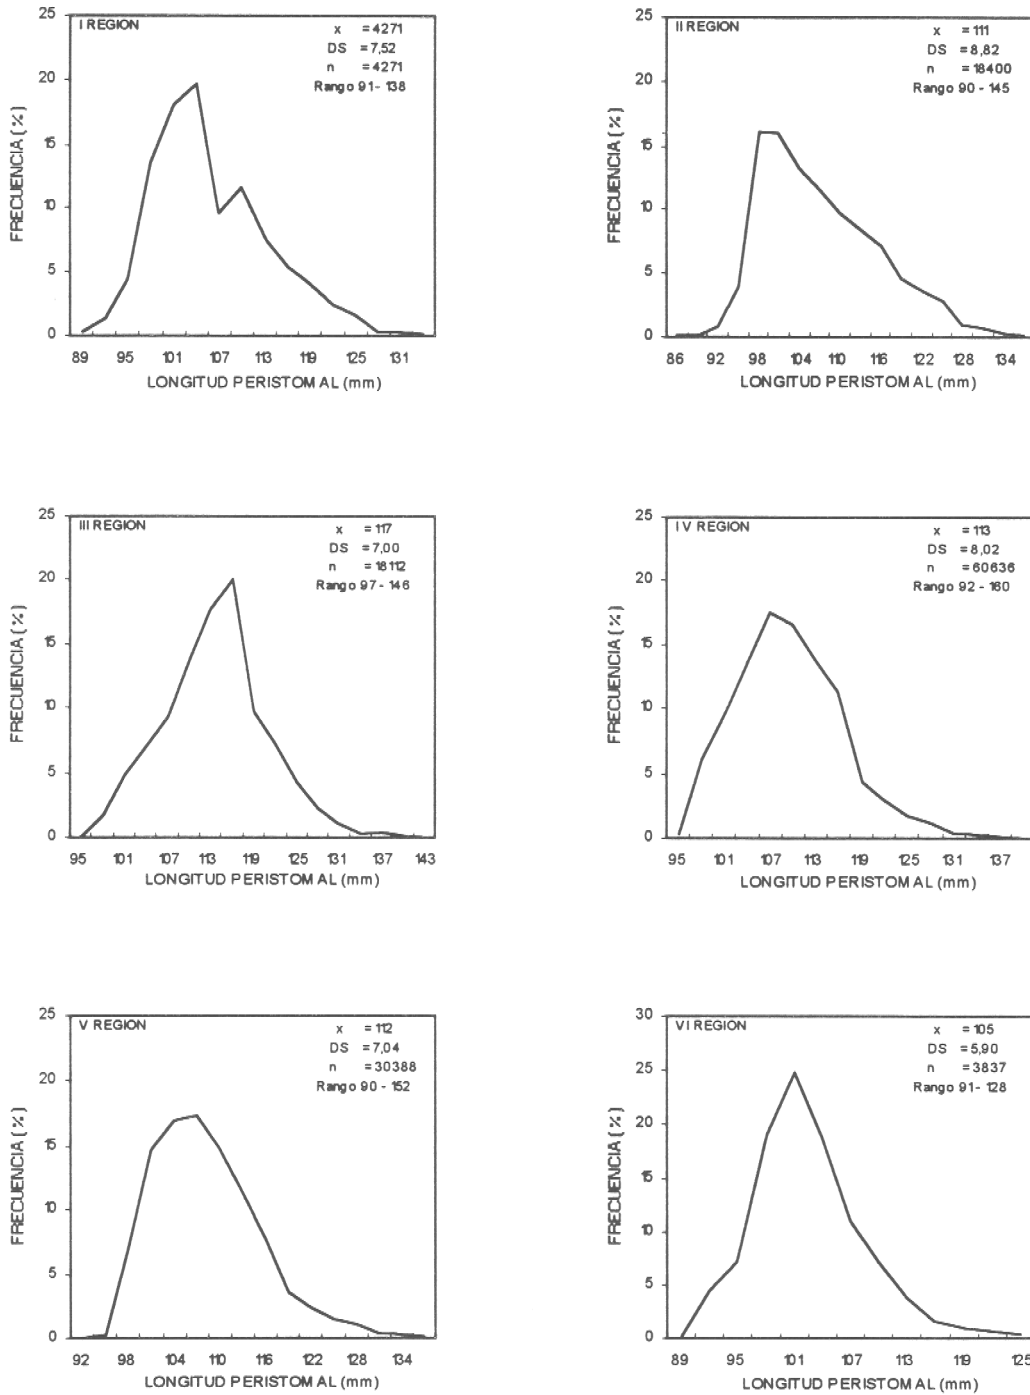 I REGION
x = 4271
DS = 7,52
n = 4271
Rango 91- 138
FRECUENCIA ( % )
25
20
15
10
5
0
89 95 101 107 113 119 125 131
LONGITUD PERISTOMAL (mm)
II REGION
x = 111
DS = 8,82
n = 18400
Rango 90 - 145
FRECUENCIA ( % )
25
20
15
10
5
0
86 92 98 104 110 116 122 128 134
LONGITUD PERISTOMAL (mm)
III REGION
x = 117
DS = 7,00
n = 18112
Rango 97 - 146
FRECUENCIA ( % )
25
20
15
10
5
0
95 101 107 113 119 125 131 137 143
LONGITUD PERISTOMAL (mm)
IV REGION
x = 113
DS = 8,02
n = 60636
Rango 92 - 160
FRECUENCIA ( % )
25
20
15
10
5
0
95 101 107 113 119 125 131 137
LONGITUD PERISTOMAL (mm)
V REGION
x = 112
DS = 7,04
n = 30388
Rango 90 - 152
FRECUENCIA ( % )
25
20
15
10
5
0
92 98 104 110 116 122 128 134
LONGITUD PERISTOMAL (mm)
VI REGION
x = 105
DS = 5,90
n = 3837
Rango 91- 128
FRECUENCIA ( % )
30
25
20
15
10
5
0
89 95 101 107 113 119 125
LONGITUD PERISTOMAL (mm)